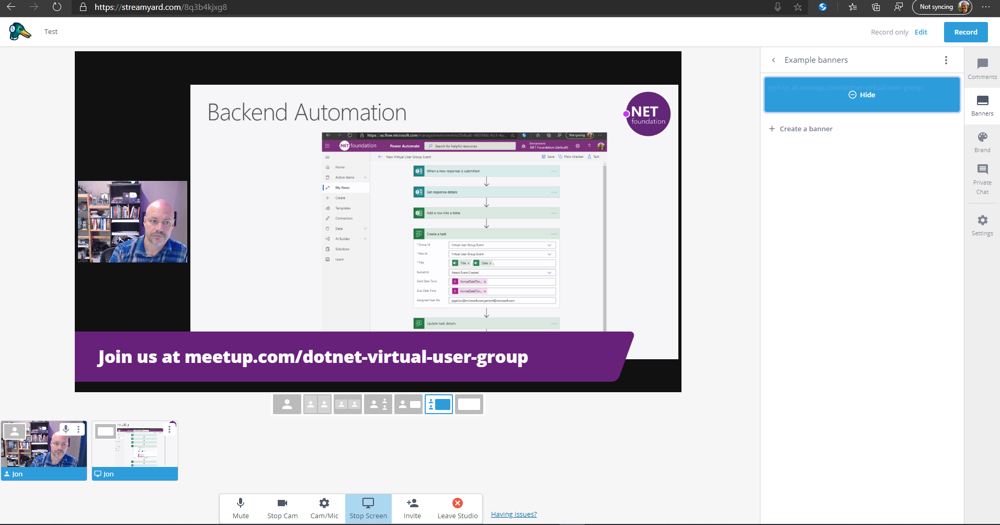 https://streamyard.com/8q3b4kjxg8
Not syncing
Test
Record only Edit Record
Backend Automation
.NET
foundation
https://us.flow.microsoft.com/manage/environments/Default-16076fdc-fcc1-4a...
Not syncing
.NET foundation
Power Automate
Search for helpful resources
Environments
.NET Foundation (default)
?
New Virtual User Group Event
Save Flow checker Test
Home
Action items
My flows
Create
Templates
Connectors
Data
AI Builder
Solutions
Learn
When a new response is submitted
Get response details
Add a row into a table
Create a task
* Group Id Virtual User Group Event
* Plan Id Virtual User Group Event
* Title Title x ( Date x )
Bucket Id Needs Event Created
Start Date Time formatDateTim... x
Due Date Time formatDateTim... x
Assigned User Ids jogallow@microsoft.com;jamont@microsoft.com
Update task details
Join us at meetup.com/dotnet-virtual-user-group
Example banners
Join us at meetup.com/dotnet-virtual-user-group
Hide
Create a banner
Comments
Banners
Brand
Private
Chat
Settings
Jon
Jon
Mute
Stop Cam
Cam/Mic
Stop Screen
Invite
Leave Studio
Having issues?